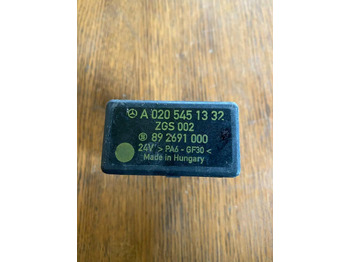 A 020 545 13 32
ZGS 002
89 2691 000
24V > PA6 - GF30 <
Made in Hungary